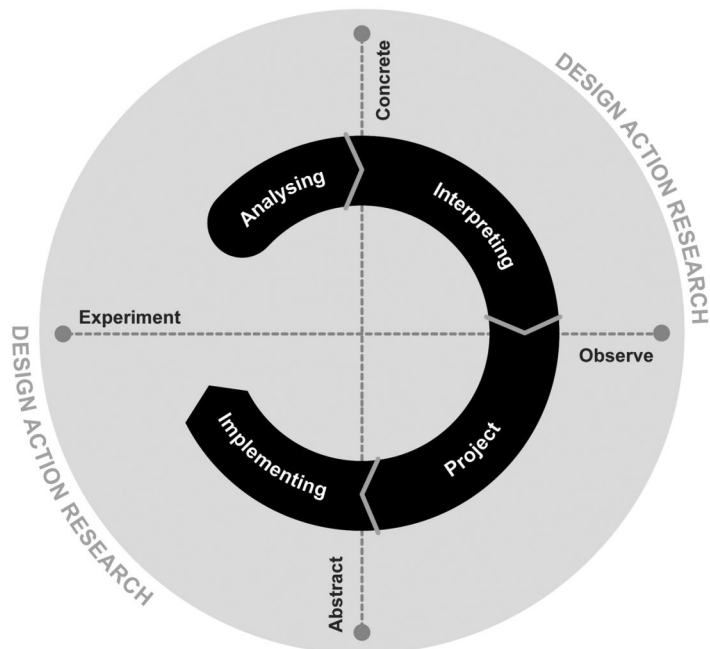 Concrete
DESIGN ACTION RESEARCH
Analysing
Interpreting
Experiment
Observe
DESIGN ACTION RESEARCH
Implementing
Project
Abstract